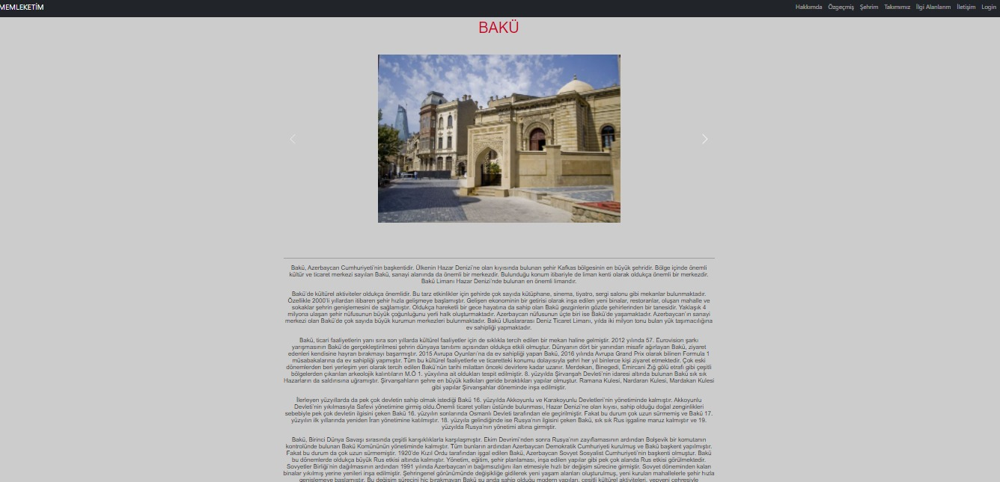 MEMLEKETİM
Hakkımda Özgeçmiş Şehrim Takımımız İlgi Alanlarım İletişim Login
BAKÜ
Bakü, Azerbaycan Cumhuriyeti'nin başkentidir. Ülkenin Hazar Denizi'ne olan kıyısında bulunan şehir Kafkas bölgesinin en büyük şehridir. Bölge içinde önemli
kültür ve ticaret merkezi sayılan Bakü, sanayi alanında da önemli bir merkezdir. Bulunduğu konum itibariyle de liman kenti olarak oldukça önemli bir merkezdir.
Bakü Limanı Hazar Denizi'nde bulunan en önemli limandır.
Bakü'de kültürel aktiviteler oldukça önemlidir. Bu tarz etkinlikler için şehirde çok sayıda kütüphane, sinema, tiyatro, sergi salonu gibi mekanlar bulunmaktadır.
Özellikle 2000'li yıllardan itibaren şehir hızla gelişmeye başlamıştır. Gelişen ekonominin bir getirisi olarak inşa edilen yeni binalar, restoranlar, oluşan mahalle ve
sokaklar şehrin genişlemesini de sağlamıştır. Oldukça hareketli bir gece hayatına da sahip olan Bakü gezginlerin gözde şehirlerinden bir tanesidir. Yaklaşık 4
milyona ulaşan şehir nüfusunun büyük çoğunluğunu yerli halk oluşturmaktadır. Azerbaycan nüfusunun üçte biri ise Bakü'de yaşamaktadır. Azerbaycan'ın sanayi
merkezi olan Bakü'de çok sayıda büyük kurumun merkezleri bulunmaktadır. Bakü Uluslararası Deniz Ticaret Limanı, yılda iki milyon tonu bulan yük taşımacılığına
ev sahipliği yapmaktadır.
Bakü, ticari faaliyetlerin yanı sıra son yıllarda kültürel faaliyetler için de sıklıkla tercih edilen bir mekan haline gelmiştir. 2012 yılında 57. Eurovision şarkı
yarışmasının Bakü'de gerçekleştirilmesi şehrin dünyaya tanıtımı açısından oldukça etkili olmuştur. Dünyanın dört bir yanından misafir ağırlayan Bakü, ziyaret
edenleri kendisine hayran bırakmayı başarmıştır. 2015 Avrupa Oyunları'na da ev sahipliği yapan Bakü, 2016 yılında Avrupa Grand Prix olarak bilinen Formula 1
müsabakalarına da ev sahipliği yapmıştır. Tüm bu kültürel faaliyetlerle ve ticaretteki konumu dolayısıyla şehri her yıl binlerce kişi ziyaret etmektedir. Çok eski
dönemlerden beri yerleşim yeri olarak tercih edilen Bakü'nün tarihi milattan önceki devirlere kadar uzanır. Merdekan, Binegedi, Emircani Zığ gölü etrafı gibi çeşitli
bölgelerden çıkarılan arkeolojik kalıntıların M.Ö 1. yüxyılına ait oldukları tespit edilmiştir. 8. yüzyılda Şirvanşah Devleti'nin idaresi altında bulunan Bakü sık sık
Hazarların da saldırısına uğramıştır. Şirvanşahların şehre en büyük katkıları geride bıraktıkları yapılar olmuştur. Ramana Kulesi, Nardaran Kulesi, Mardakan Kulesi
gibi yapılar Şirvanşahlar döneminde inşa edilmiştir.
İlerleyen yüzyıllarda da pek çok devletin sahip olmak istediği Bakü 16. yüzyılda Akkoyunlu ve Karakoyunlu Devletleri'nin yönetiminde kalmıştır. Akkoyunlu
Devleti'nin yıkılmasıyla Safevi yönetimine girmiş oldu.Önemli ticaret yolları üstünde bulunması, Hazar Denizi'ne olan kıyısı, sahip olduğu doğal zenginlikleri
sebebiyle pek çok devletin ilgisini çeken Bakü 16. yüzyılın sonlarında Osmanlı Devleti tarafından ele geçirilmiştir. Fakat bu durum çok uzun sürmemiş ve Bakü 17.
yüzyılın ilk yıllarında yeniden İran yönetimine katılmıştır. 18. yüzyıla gelindiğinde ise Rusya'nın ilgisini çeken Bakü, sık sık Rus işgaline maruz kalmıştır ve 19.
yüzyılda Rusya'nın yönetimi altına girmiştir.
Bakü, Birinci Dünya Savaşı sırasında çeşitli karışıklıklarla karşılaşmıştır. Ekim Devrimi'nden sonra Rusya'nın zayıflamasının ardından Bolşevik bir komutanın
kontrolünde bulunan Bakü Komününün yönetiminde kalmıştır. Tüm bunların ardından Azerbaycan Demokratik Cumhuriyeti kurulmuş ve Bakü başkent yapılmıştır.
Fakat bu durum da çok uzun sürmemiştir. 1920'de Kızıl Ordu tarafından işgal edilen Bakü, Azerbaycan Sovyet Sosyalist Cumhuriyeti'nin başkenti olmuştur. Bakü
bu dönemlerde oldukça büyük Rus etkisi altında kalmıştır. Yönetim, eğitim, şehir planlaması, inşa edilen yapılar gibi pek çok alanda Rus etkisi görülmektedir.
Sovyetler Birliği'nin dağılmasının ardından 1991 yılında Azerbaycan'ın bağımsızlığını ilan etmesiyle hızlı bir değişim sürecine girmiştir. Sovyet döneminden kalan
binalar yıkılmış yerine yenileri inşa edilmiştir. Şehringenel görünümünde değişikliğe gidilerek yeni yaşam alanları oluşturulmuş, yeni kurulan mahallelerle şehir hızla
genişlemeye başlamıştır. Bu değişim sürecini hiç bırakmayan Bakü şu anda sahip olduğu modern yapıları, çeşitli kültürel aktiviteleri, yepyeni çehresiyle